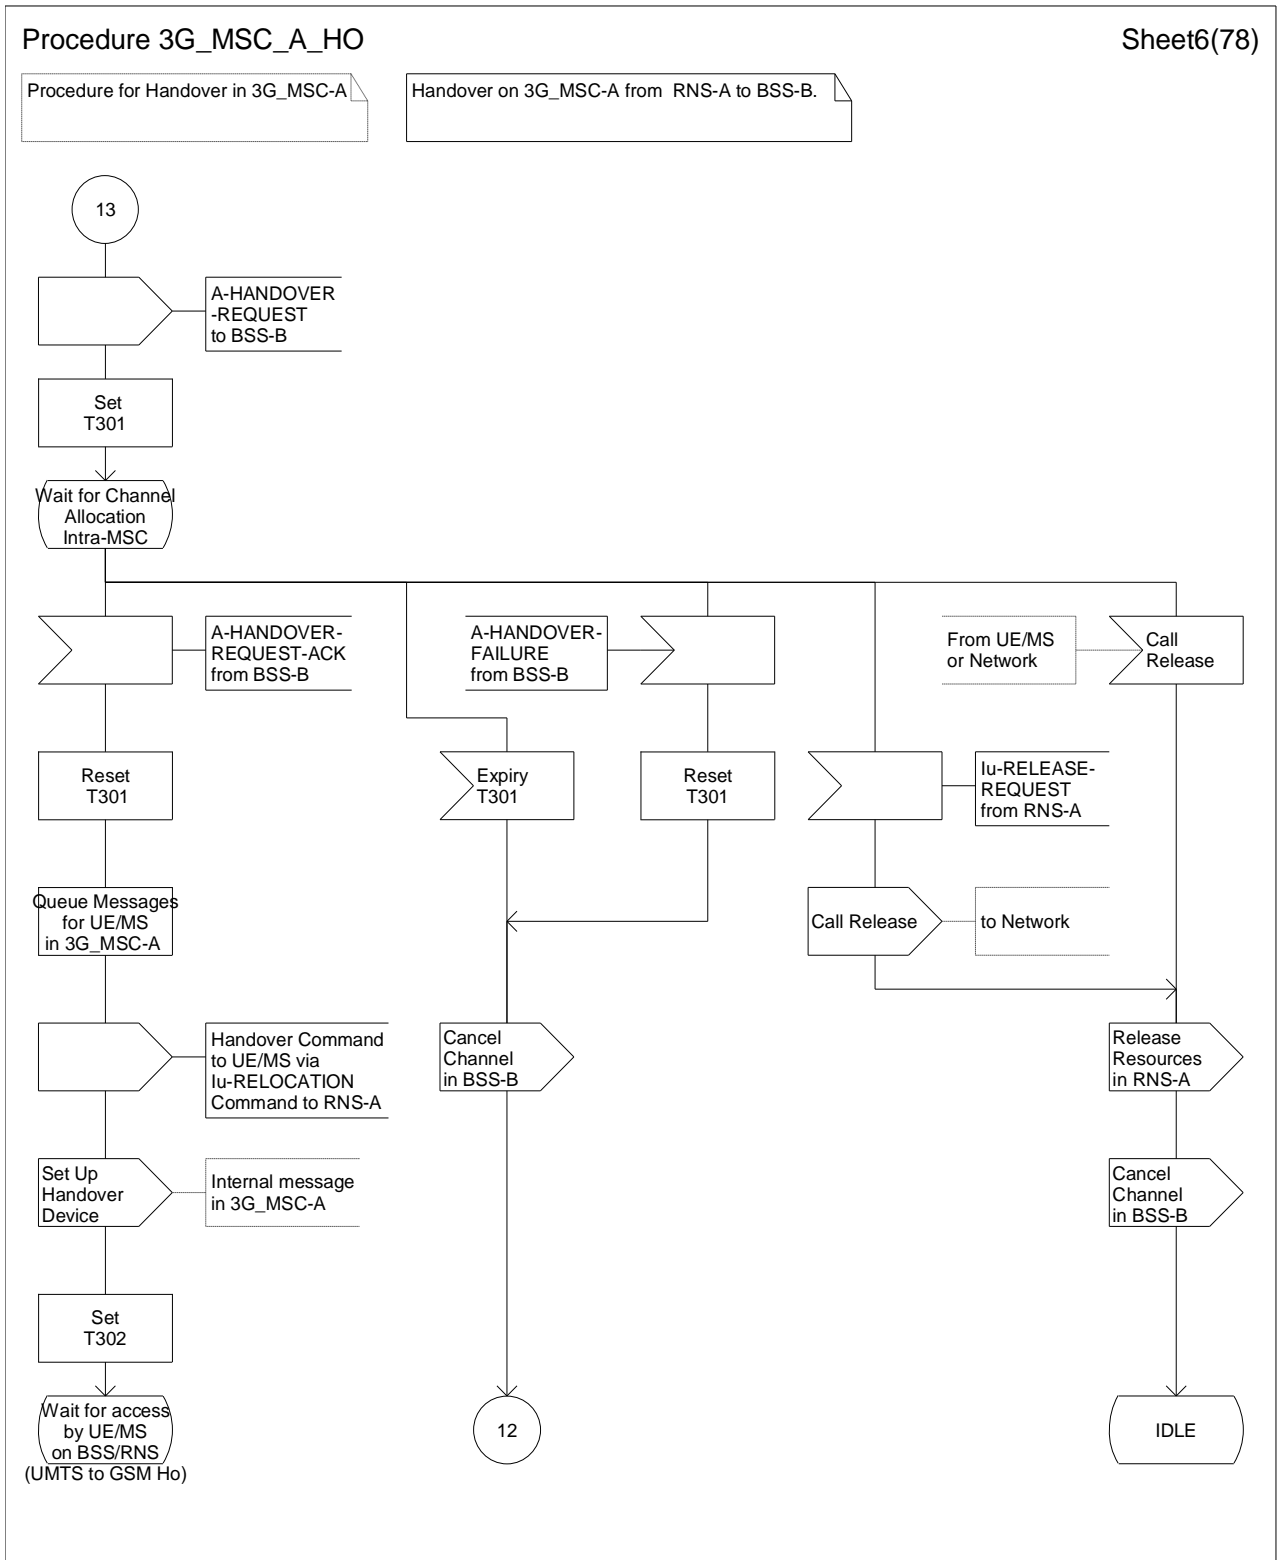 Procedure 3G_MSC_A_HO
Sheet6(78)
Procedure for Handover in 3G_MSC-A
Handover on 3G_MSC-A from RNS-A to BSS-B.
13
A-HANDOVER
-REQUEST
to BSS-B
Set
T301
Wait for Channel
Allocation
Intra-MSC
A-HANDOVER-
REQUEST-ACK
from BSS-B
A-HANDOVER-
FAILURE
from BSS-B
From UE/MS
or Network
Call
Release
Reset
T301
Expiry
T301
Reset
T301
Iu-RELEASE-
REQUEST
from RNS-A
Queue Messages
for UE/MS
in 3G_MSC-A
Call Release
to Network
Handover Command
to UE/MS via
Iu-RELOCATION
Command to RNS-A
Cancel
Channel
in BSS-B
Release
Resources
in RNS-A
Set Up
Handover
Device
Internal message
in 3G_MSC-A
Cancel
Channel
in BSS-B
Set
T302
Wait for access
by UE/MS
on BSS/RNS
(UMTS to GSM Ho)
12
IDLE